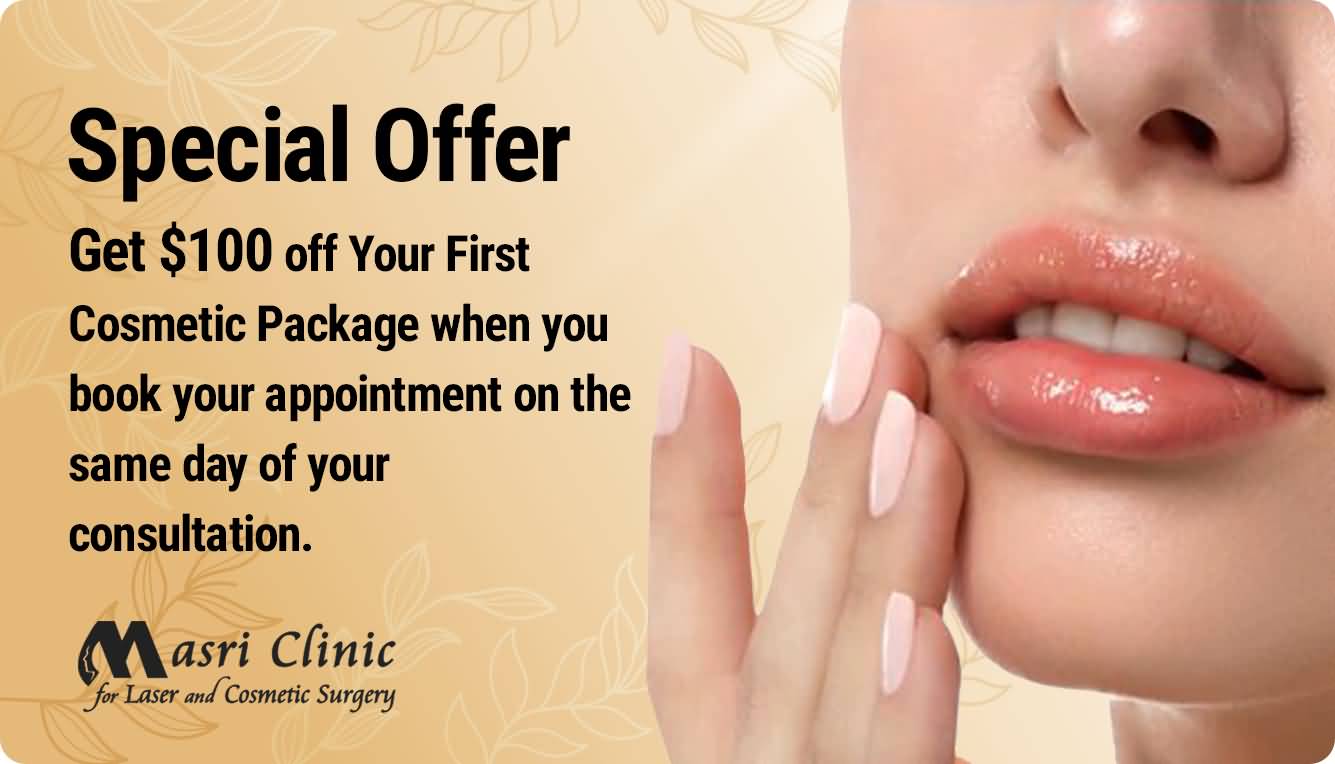 Special Offer
Get $100 off Your First
Cosmetic Package when you
book your appointment on the
same day of your
consultation.
Masri Clinic
for Laser and Cosmetic Surgery